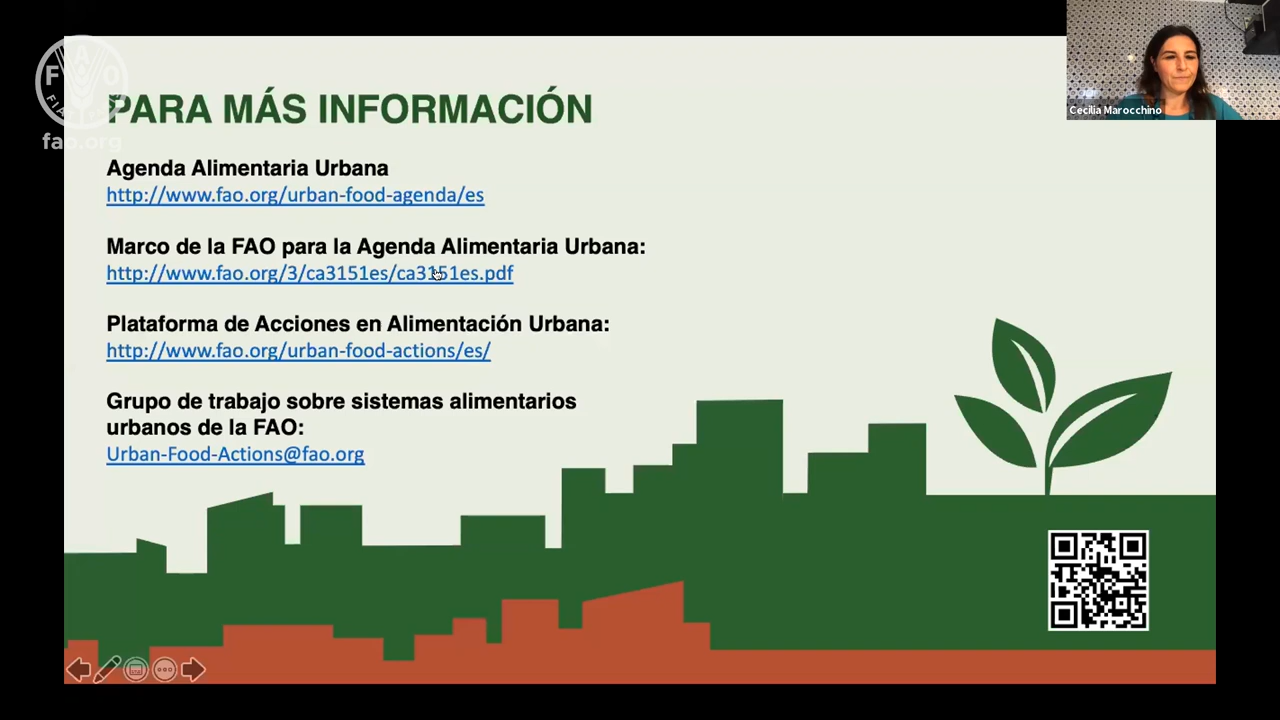 FAO
FIAT
fao.org
PARA MÁS INFORMACIÓN
Agenda Alimentaria Urbana
http://www.fao.org/urban-food-agenda/es
Marco de la FAO para la Agenda Alimentaria Urbana:
http://www.fao.org/3/ca3151es/ca3151es.pdf
Plataforma de Acciones en Alimentación Urbana:
http://www.fao.org/urban-food-actions/es/
Grupo de trabajo sobre sistemas alimentarios
urbanos de la FAO:
Urban-Food-Actions@fao.org
Cecilia Marocchino